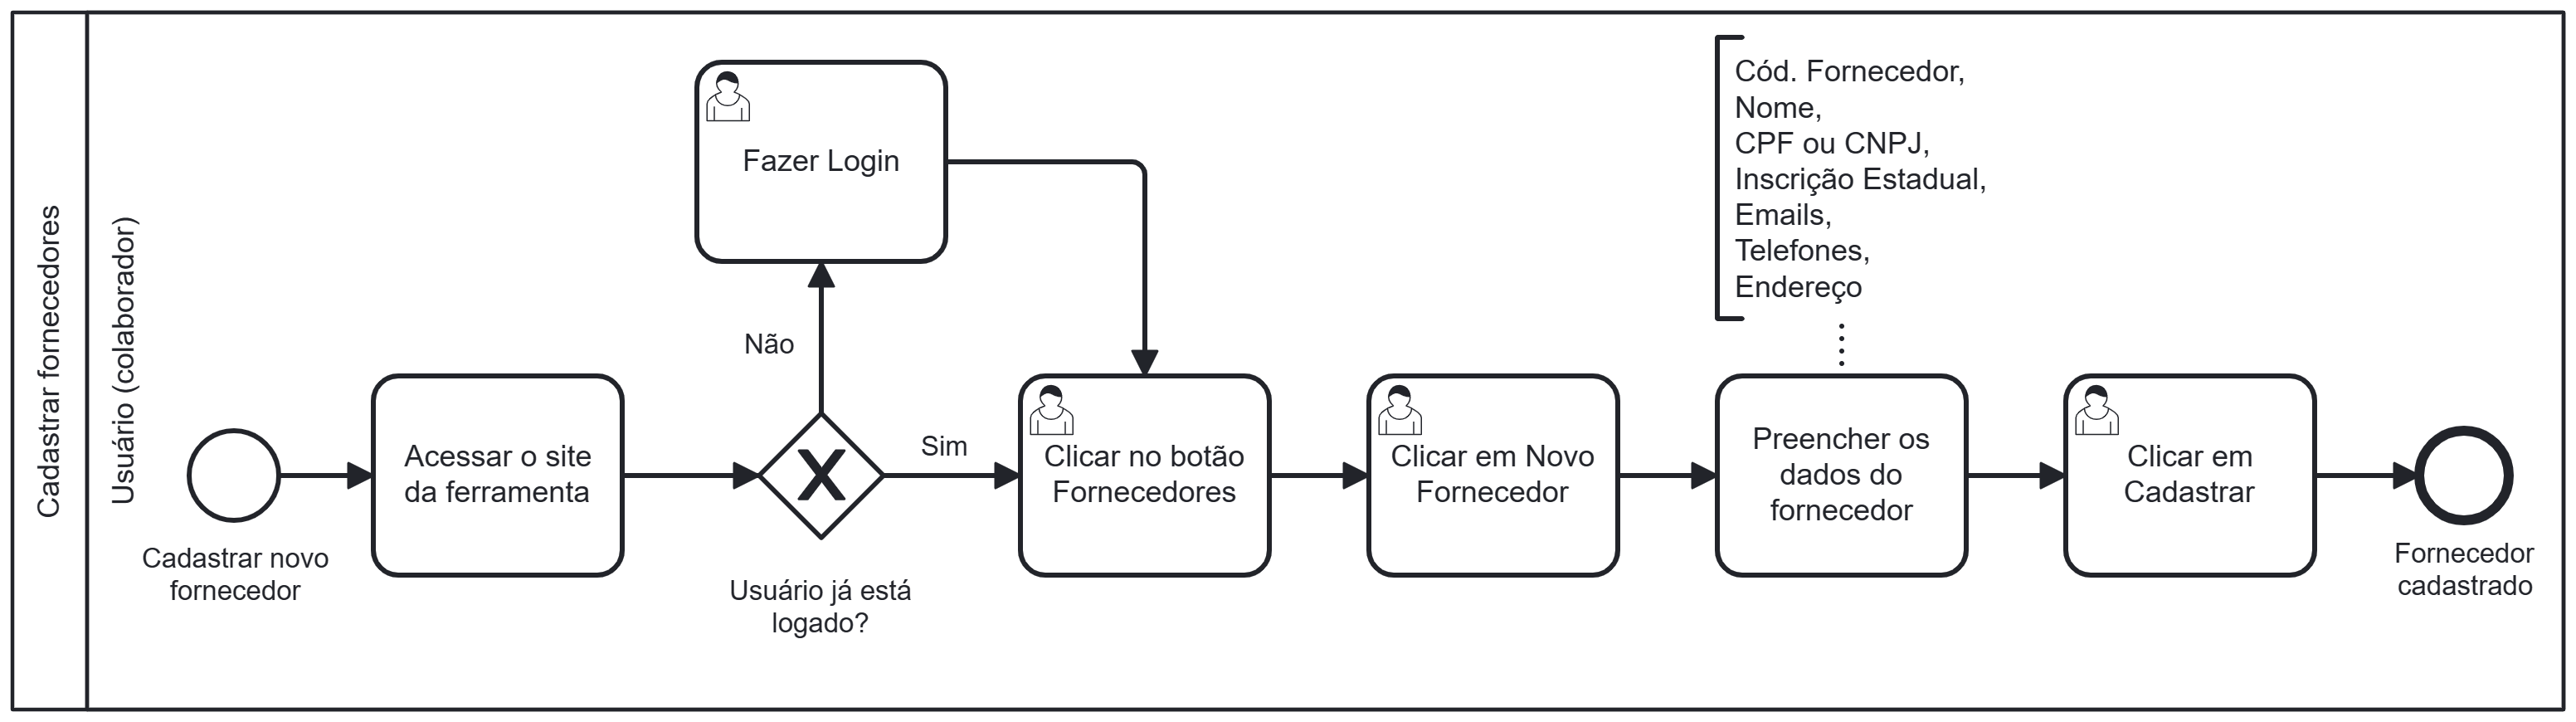 Cadastrar fornecedores
Usuário (colaborador)
Cadastrar novo
fornecedor
Acessar o site
da ferramenta
Usuário já está
logado?
Não
Fazer Login
Sim
Clicar no botão
Fornecedores
Clicar em Novo
Fornecedor
Cód. Fornecedor,
Nome,
CPF ou CNPJ,
Inscrição Estadual,
Emails,
Telefones,
Endereço
Preencher os
dados do
fornecedor
Clicar em
Cadastrar
Fornecedor
cadastrado